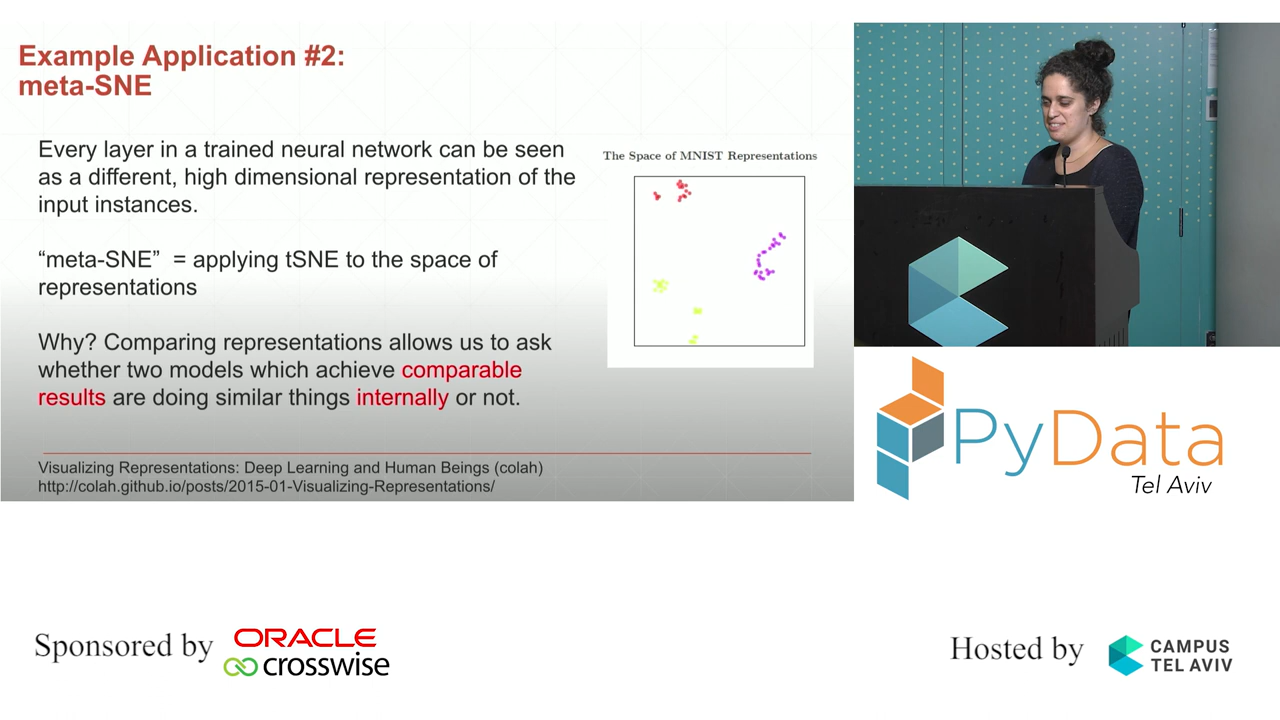 Example Application #2:
meta-SNE
Every layer in a trained neural network can be seen
as a different, high dimensional representation of the
input instances.
“meta-SNE” = applying tSNE to the space of
representations
Why? Comparing representations allows us to ask
whether two models which achieve comparable
results are doing similar things internally or not.
The Space of MNIST Representations
Visualizing Representations: Deep Learning and Human Beings (colah)
http://colah.github.io/posts/2015-01-Visualizing-Representations/
PyData
Tel Aviv
Sponsored by
ORACLE
crosswise
Hosted by
CAMPUS
TEL AVIV